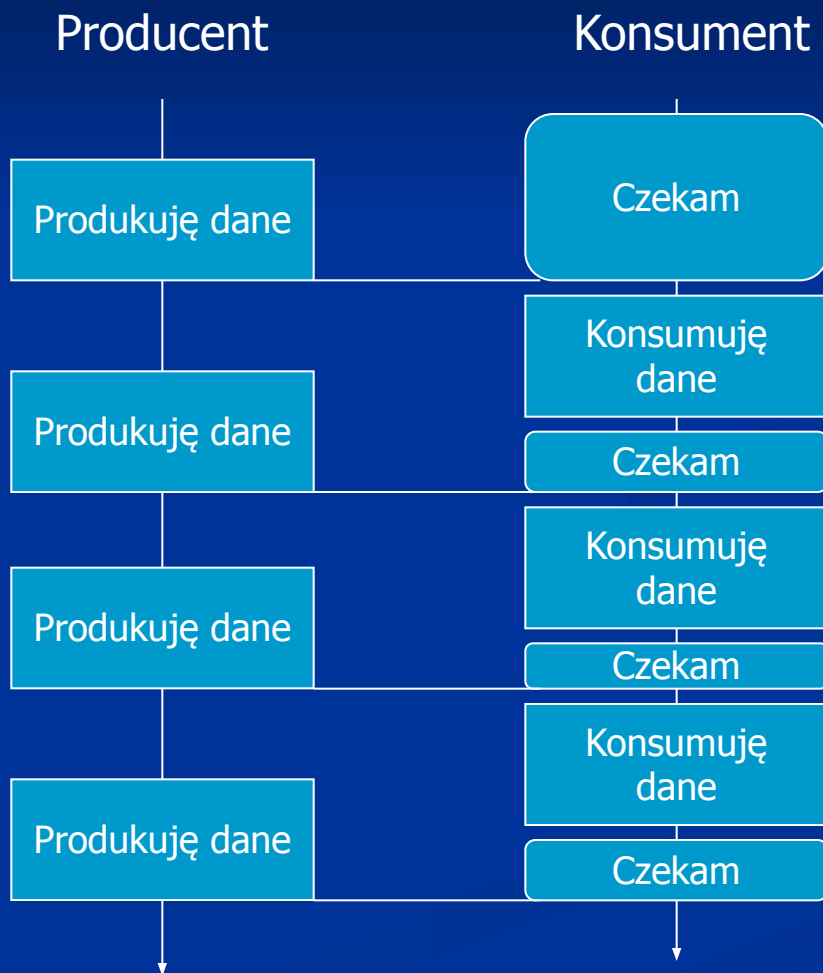 Producent
Konsument
Produkuję dane
Czekam
Konsumuję
dane
Produkuję dane
Czekam
Konsumuję
dane
Produkuję dane
Czekam
Konsumuję
dane
Produkuję dane
Czekam